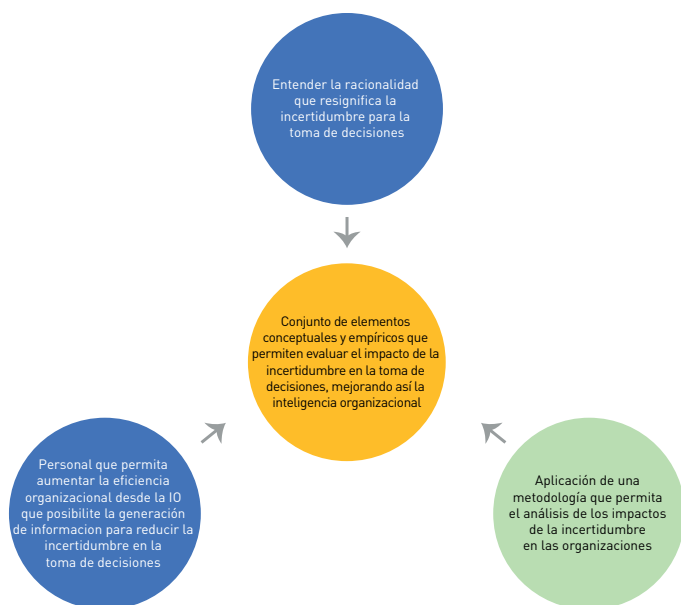 Entender la racionalidad
que resignifica la
incertidumbre para la
toma de decisiones
Conjunto de elementos
conceptuales y empíricos que
permiten evaluar el impacto de la
incertidumbre en la toma de
decisiones, mejorando así la
inteligencia organizacional
Personal que permita
aumentar la eficiencia
organizacional desde la IO
que posibilite la generación
de informacion para reducir la
incertidumbre en la
toma de decisiones
Aplicación de una
metodología que permita
el análisis de los impactos
de la incertidumbre
en las organizaciones